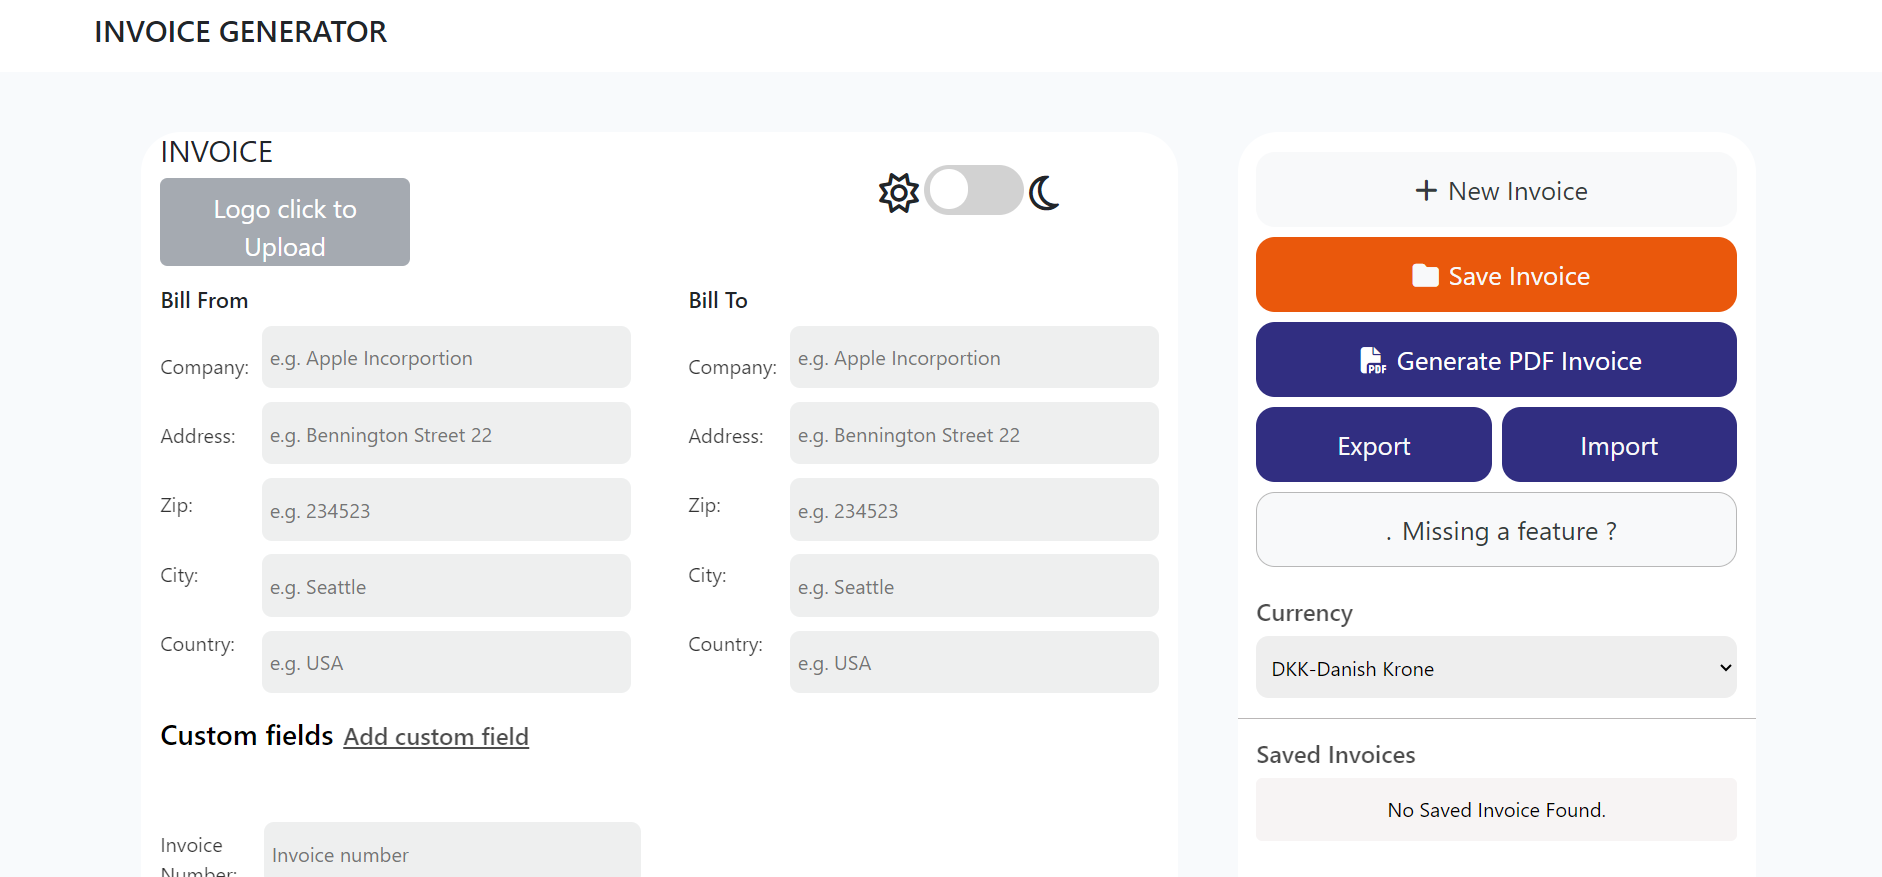 INVOICE GENERATOR
INVOICE
Logo click to
Upload
Bill From
Company: e.g. Apple Incorportion
Address: e.g. Bennington Street 22
Zip: e.g. 234523
City: e.g. Seattle
Country: e.g. USA
Bill To
Company: e.g. Apple Incorportion
Address: e.g. Bennington Street 22
Zip: e.g. 234523
City: e.g. Seattle
Country: e.g. USA
Custom fields Add custom field
Invoice
Number:
Invoice number
New Invoice
Save Invoice
PDF Generate PDF Invoice
Export
Import
. Missing a feature ?
Currency
DKK-Danish Krone
Saved Invoices
No Saved Invoice Found.